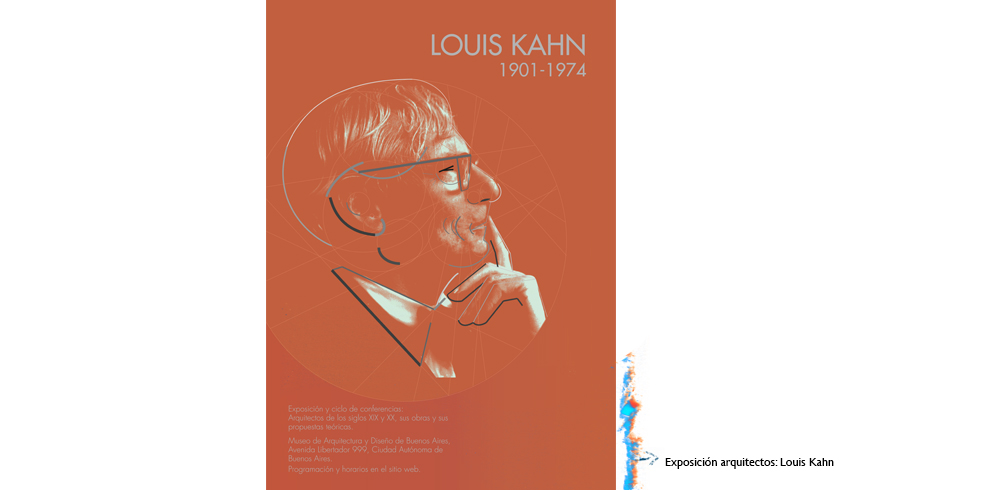 LOUIS KAHN
1901-1974
Exposición y ciclo de conferencias:
Arquitectos de los siglos XIX y XX, sus obras y sus
propuestas teóricas
Museo de Arquitectura y Diseño de Buenos Aires,
Avenida Libertador 999, Ciudad Autónoma de
Buenos Aires.
Programación y horarios en el sitio web.
Exposición arquitectos: Louis Kahn